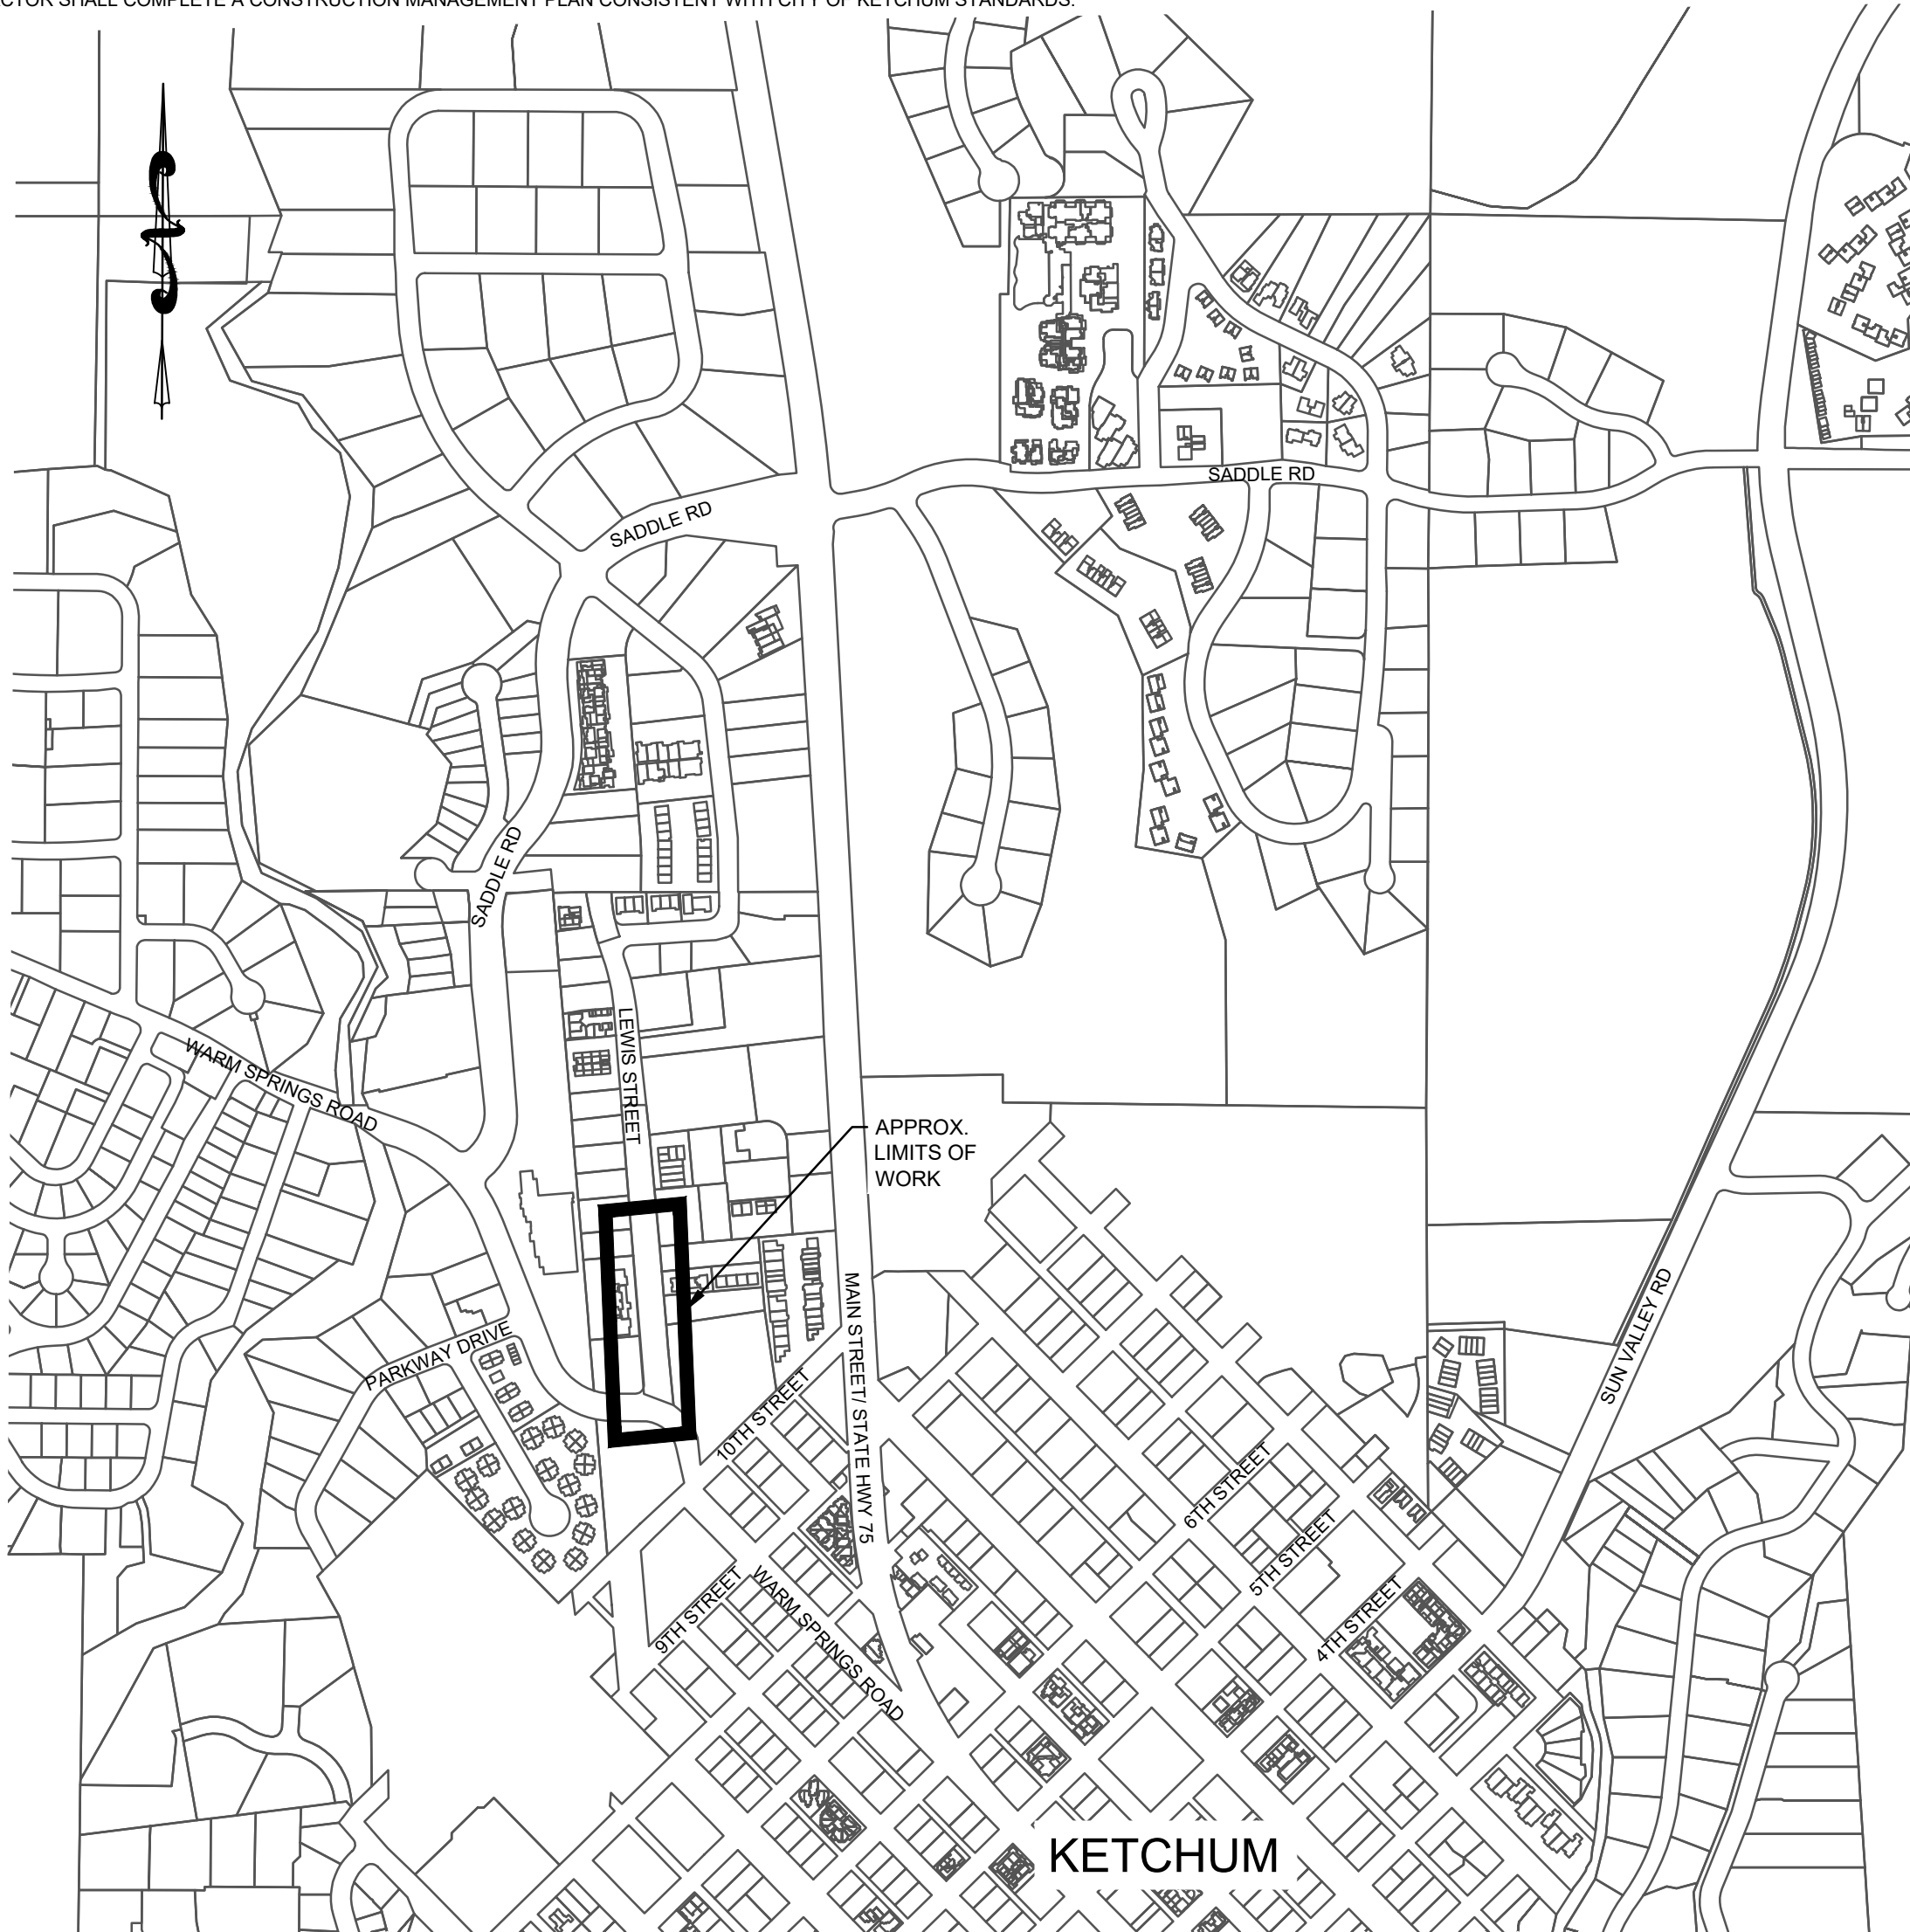 SHALL COMPLETE A CONSTRUCTION MANAGEMENT PLAN CONSISTENT WITH CITY OF KETCHUM STANDARDS.
SADDLE RD
SADDLE RD
SADDLE RD
LEWIS STREET
WARM SPRINGS ROAD
APPROX.
LIMITS OF
WORK
MAIN STREET/ STATE HWY 75
SUN VALLEY RD
PARKWAY DRIVE
10TH STREET
6TH STREET
5TH STREET
9TH STREET
WARM SPRINGS ROAD
4TH STREET
KETCHUM